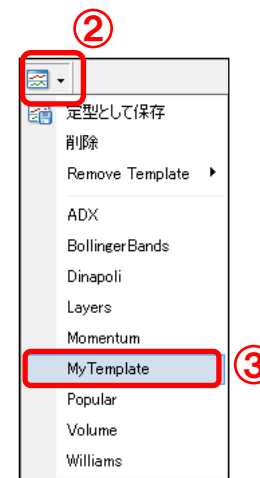 ②
定型として保存
削除
Remove Template
ADX
BollingerBands
Dinapoli
Layers
Momentum
MyTemplate
③
Popular
Volume
Williams